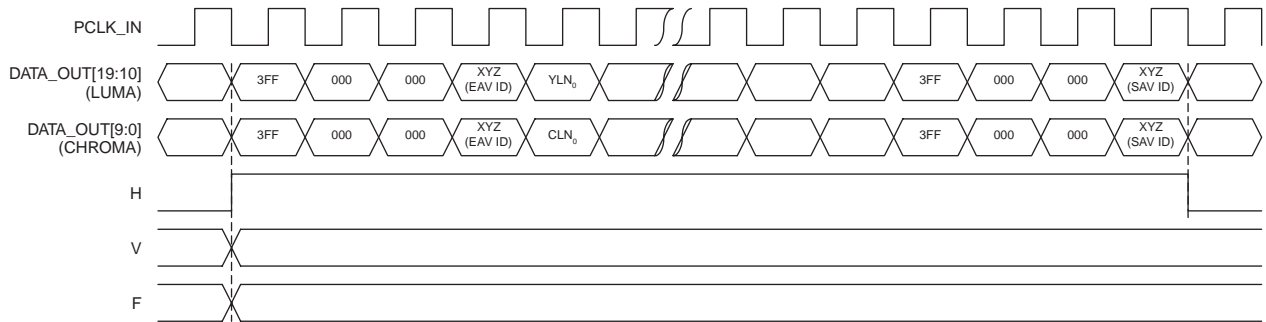 PCLK_IN
DATA_OUT[19:10]
(LUMA)
3FF 000 000 XYZ (EAV ID) YLN₀ 3FF 000 000 XYZ (SAV ID)
DATA_OUT[9:0]
(CHROMA)
3FF 000 000 XYZ (EAV ID) CLN₀ 3FF 000 000 XYZ (SAV ID)
H
V
F